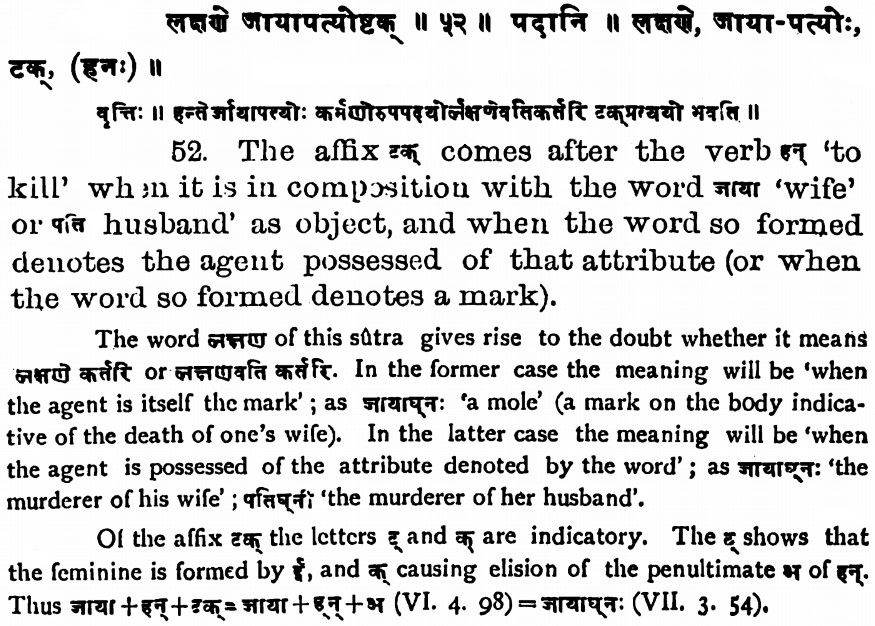 लक्षणे जायापत्योष्टक् ॥ ५२ ॥ पदानि ॥ लक्षणे, जाया-पत्योः,
टक्, (हनः) ॥
वृत्तिः ॥ हन्तेर्जायापत्योः कर्मणोरुपपदयोर्लक्षणेवतिकर्तरि टक्प्रत्ययो भवति ॥
52. The affix टक् comes after the verb हन् 'to
kill' when it is in composition with the word जाया 'wife'
or पति husband' as object, and when the word so formed
denotes the agent possessed of that attribute (or when
the word so formed denotes a mark).
The word लक्षण of this sûtra gives rise to the doubt whether it means
लक्षणे कर्तरि or लक्षणवति कर्तरि. In the former case the meaning will be 'when
the agent is itself the mark'; as जायाघ्नः 'a mole' (a mark on the body indica-
tive of the death of one's wife). In the latter case the meaning will be 'when
the agent is possessed of the attribute denoted by the word'; as जायाघ्नः 'the
murderer of his wife'; पतिघ्नी 'the murderer of her husband'.
Of the affix टक् the letters ट् and क् are indicatory. The ट् shows that
the feminine is formed by ई, and क् causing elision of the penultimate अ of हन्.
Thus जाया + हन् + टक् = जाया + ह्न् + अ (VI. 4. 98) = जायाघ्नः (VII. 3. 54).